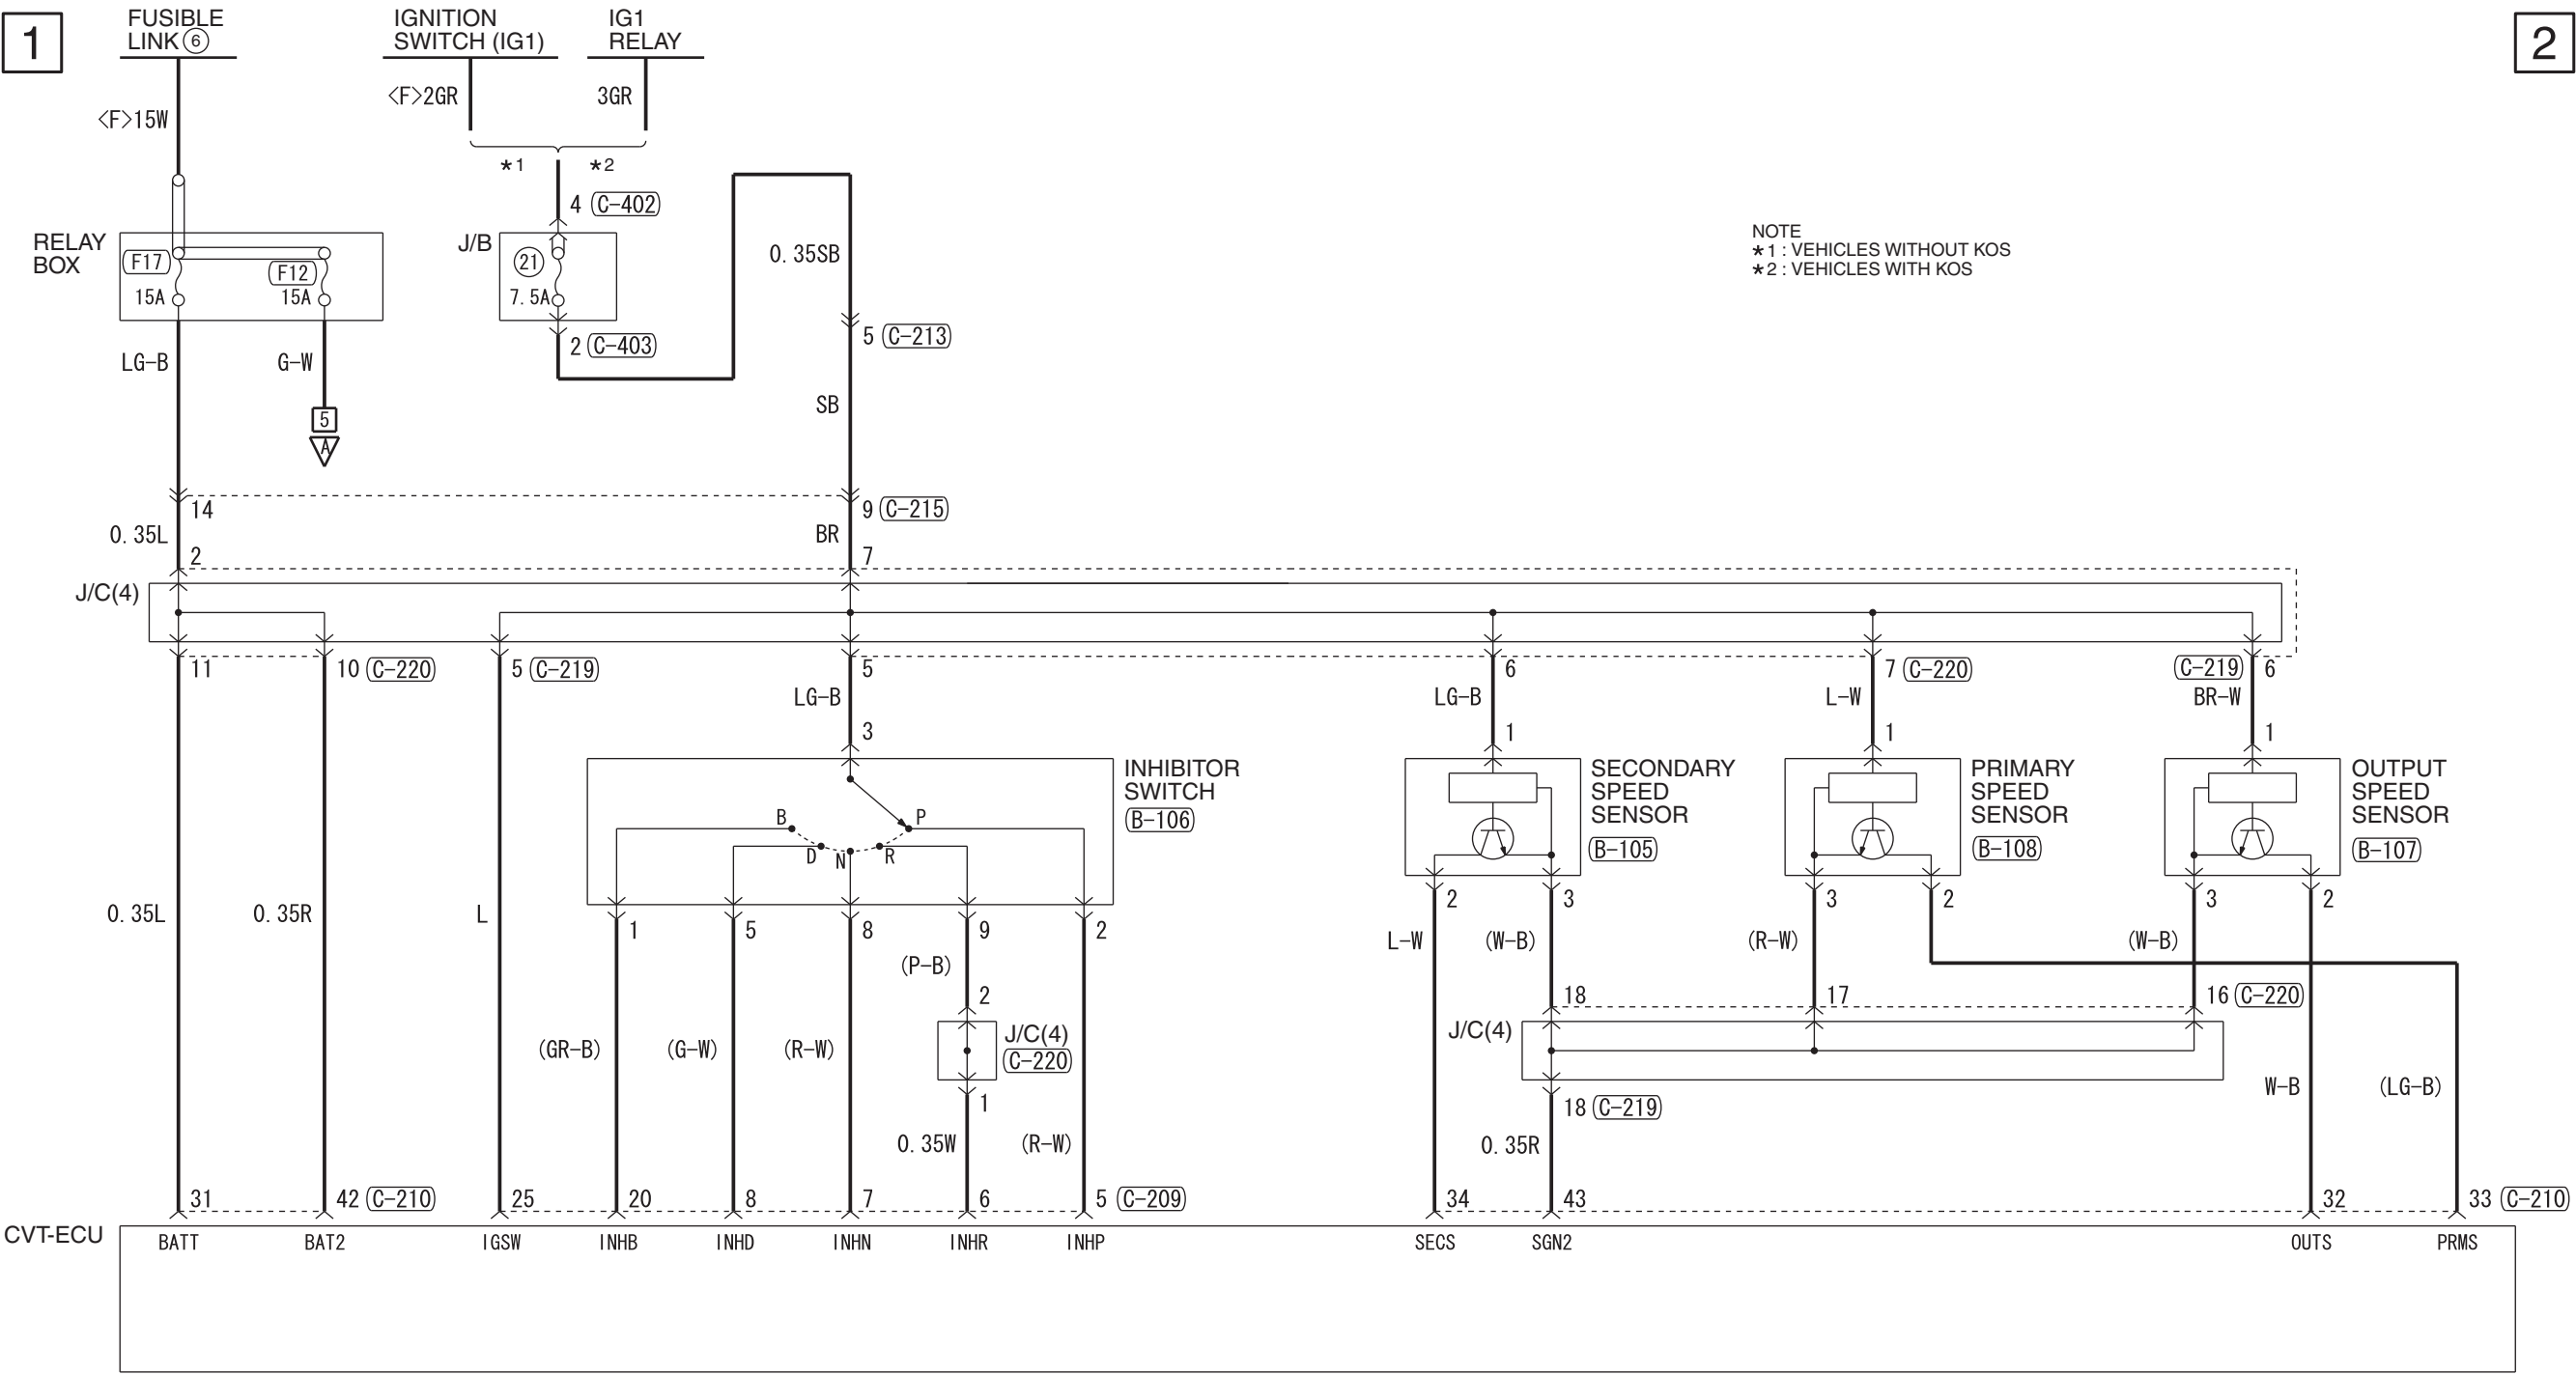 1
FUSIBLE
LINK 6
IGNITION
SWITCH (IG1)
IG1
RELAY
2
<F>15W
<F>2GR
3GR
*1
*2
4 C-402
RELAY
BOX
F17
15A
F12
15A
J/B
21
7.5A
0.35SB
NOTE
*1 : VEHICLES WITHOUT KOS
*2 : VEHICLES WITH KOS
2 C-403
5 C-213
LG-B
G-W
5
A
SB
14
9 C-215
0.35L
BR
2
7
J/C(4)
11
10 C-220
5 C-219
5
6
7 C-220
C-219 6
LG-B
LG-B
L-W
BR-W
3
1
1
1
INHIBITOR
SWITCH
B-106
B
D
N
R
P
SECONDARY
SPEED
SENSOR
B-105
PRIMARY
SPEED
SENSOR
B-108
OUTPUT
SPEED
SENSOR
B-107
0.35L
0.35R
L
1
5
8
9
2
2
3
3
2
3
2
L-W
(W-B)
(R-W)
(W-B)
(P-B)
2
18
17
16 C-220
(GR-B)
(G-W)
(R-W)
J/C(4)
C-220
J/C(4)
1
18 C-219
W-B
(LG-B)
0.35W
(R-W)
0.35R
31
42 C-210
25
20
8
7
6
5 C-209
34
43
32
33 C-210
CVT-ECU
BATT
BAT2
IGSW
INHB
INHD
INHN
INHR
INHP
SECS
SGN2
OUTS
PRMS